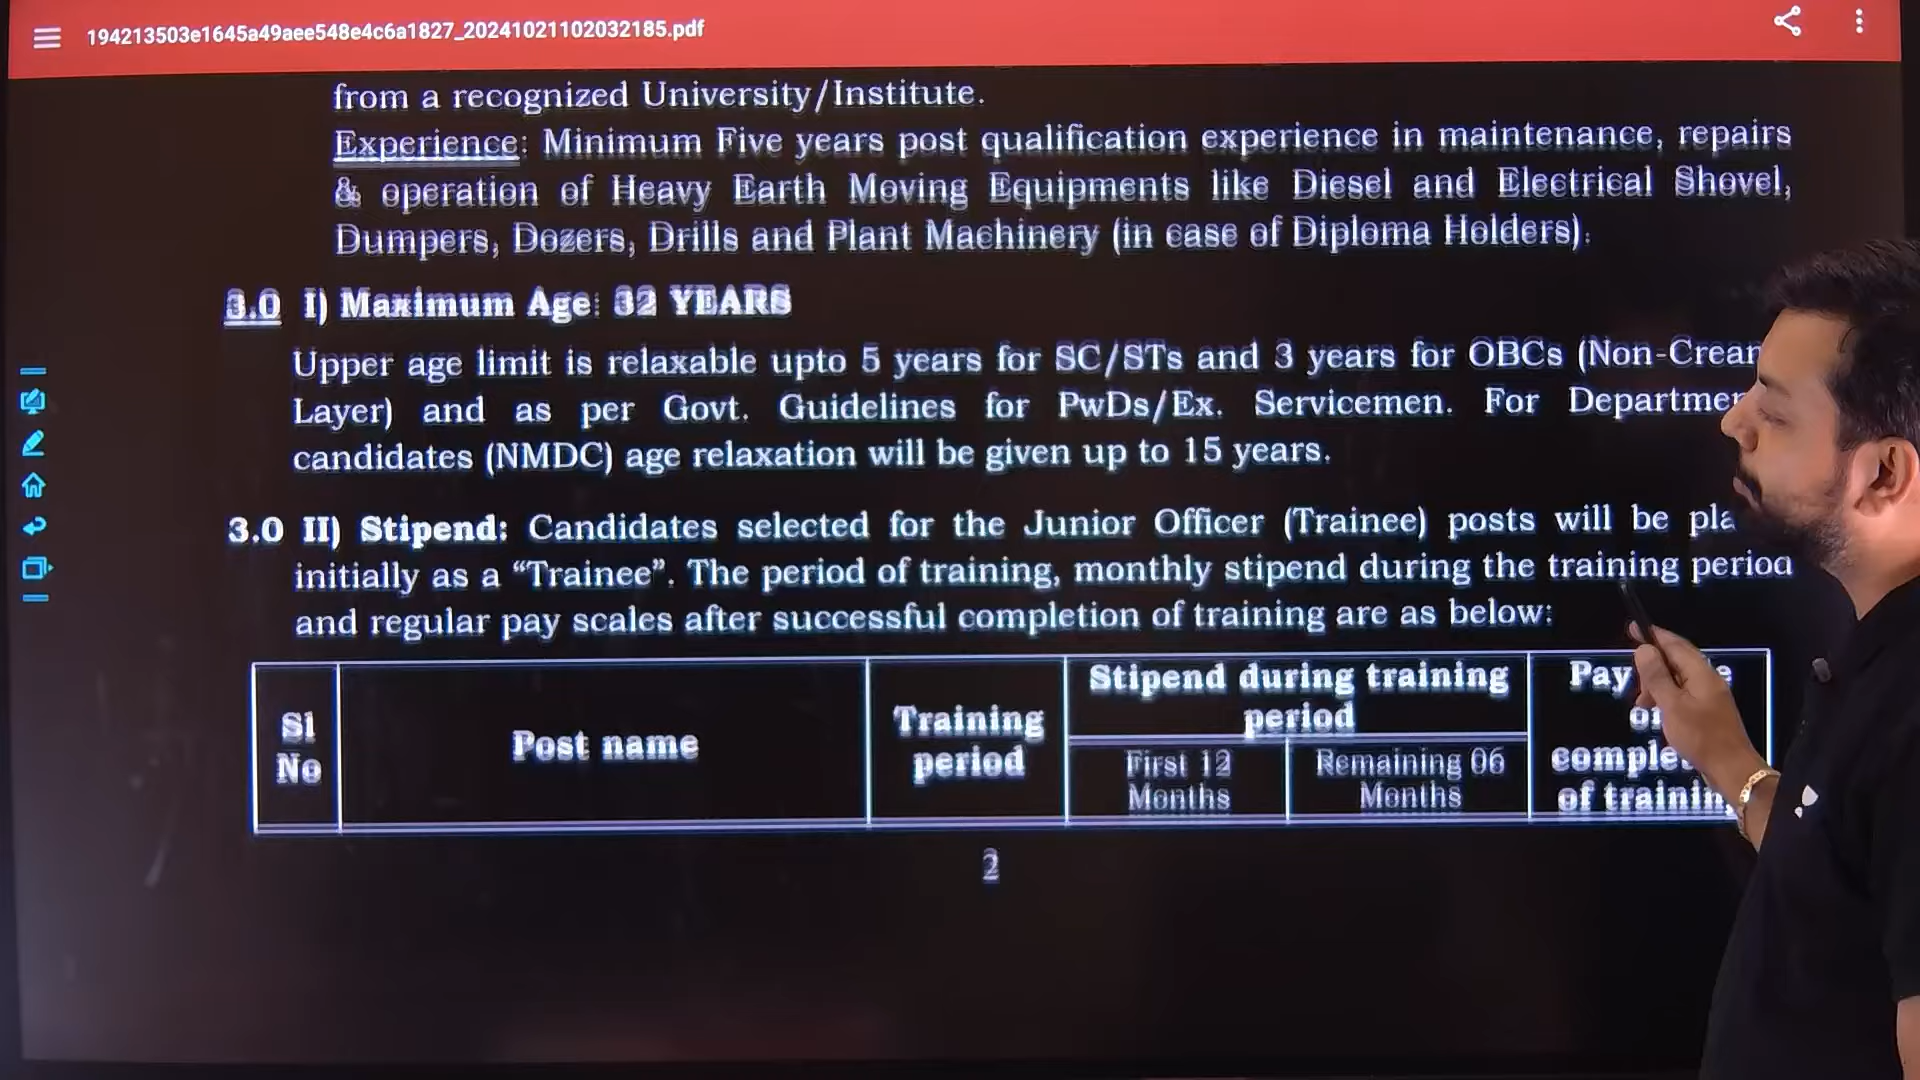 194213503e1645a49aee548e4c6a1827_20241021102032185.pdf
from a recognized University/Institute.
Experience: Minimum Five years post qualification experience in maintenance, repairs
& operation of Heavy Earth Moving Equipments like Diesel and Electrical Shovel,
Dumpers, Dozers, Drills and Plant Machinery (in case of Diploma Holders).
3.0 I) Maximum Age: 32 YEARS
Upper age limit is relaxable upto 5 years for SC/STs and 3 years for OBCs (Non-Crea
Layer) and as per Govt. Guidelines for PwDs/Ex. Servicemen. For Departmen
candidates (NMDC) age relaxation will be given up to 15 years.
3.0 II) Stipend: Candidates selected for the Junior Officer (Trainee) posts will be pla
initially as a “Trainee”. The period of training, monthly stipend during the training period
and regular pay scales after successful completion of training are as below:
Sl
No
Post name
Training
period
Stipend during training
period
First 12
Months
Remaining 06
Months
Pay
comple
of trainin
2